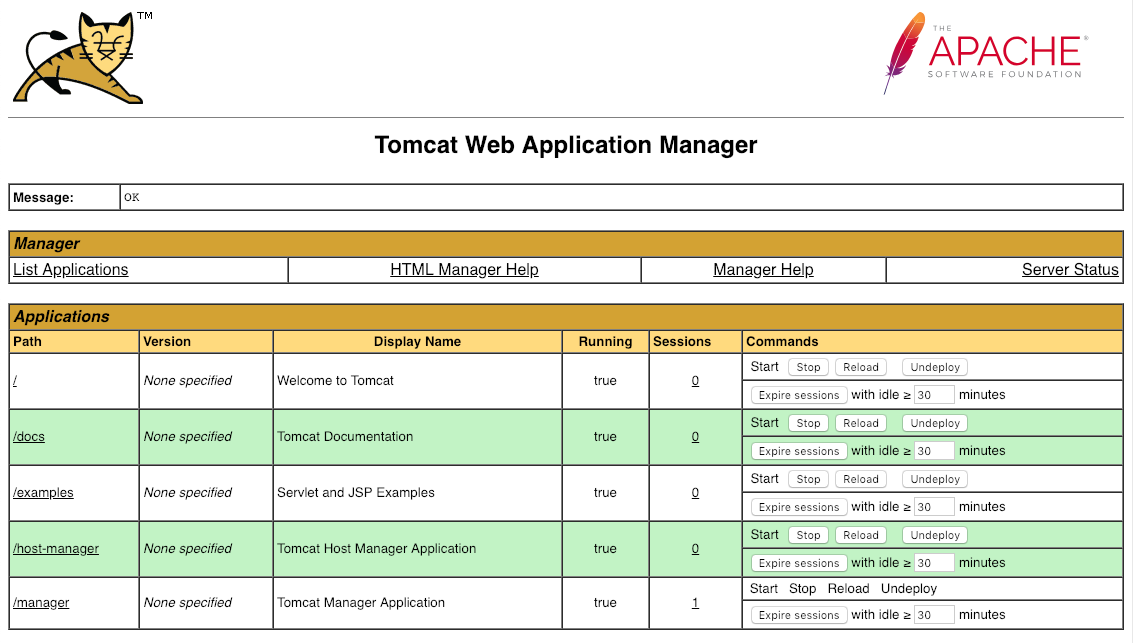 TM
THE
APACHE®
SOFTWARE FOUNDATION
Tomcat Web Application Manager
Message: OK
Manager
List Applications HTML Manager Help Manager Help Server Status
Applications
Path Version Display Name Running Sessions Commands
/ None specified Welcome to Tomcat true 0 Start Stop Reload Undeploy
Expire sessions with idle ≥ 30 minutes
/docs None specified Tomcat Documentation true 0 Start Stop Reload Undeploy
Expire sessions with idle ≥ 30 minutes
/examples None specified Servlet and JSP Examples true 0 Start Stop Reload Undeploy
Expire sessions with idle ≥ 30 minutes
/host-manager None specified Tomcat Host Manager Application true 0 Start Stop Reload Undeploy
Expire sessions with idle ≥ 30 minutes
/manager None specified Tomcat Manager Application true 1 Start Stop Reload Undeploy
Expire sessions with idle ≥ 30 minutes